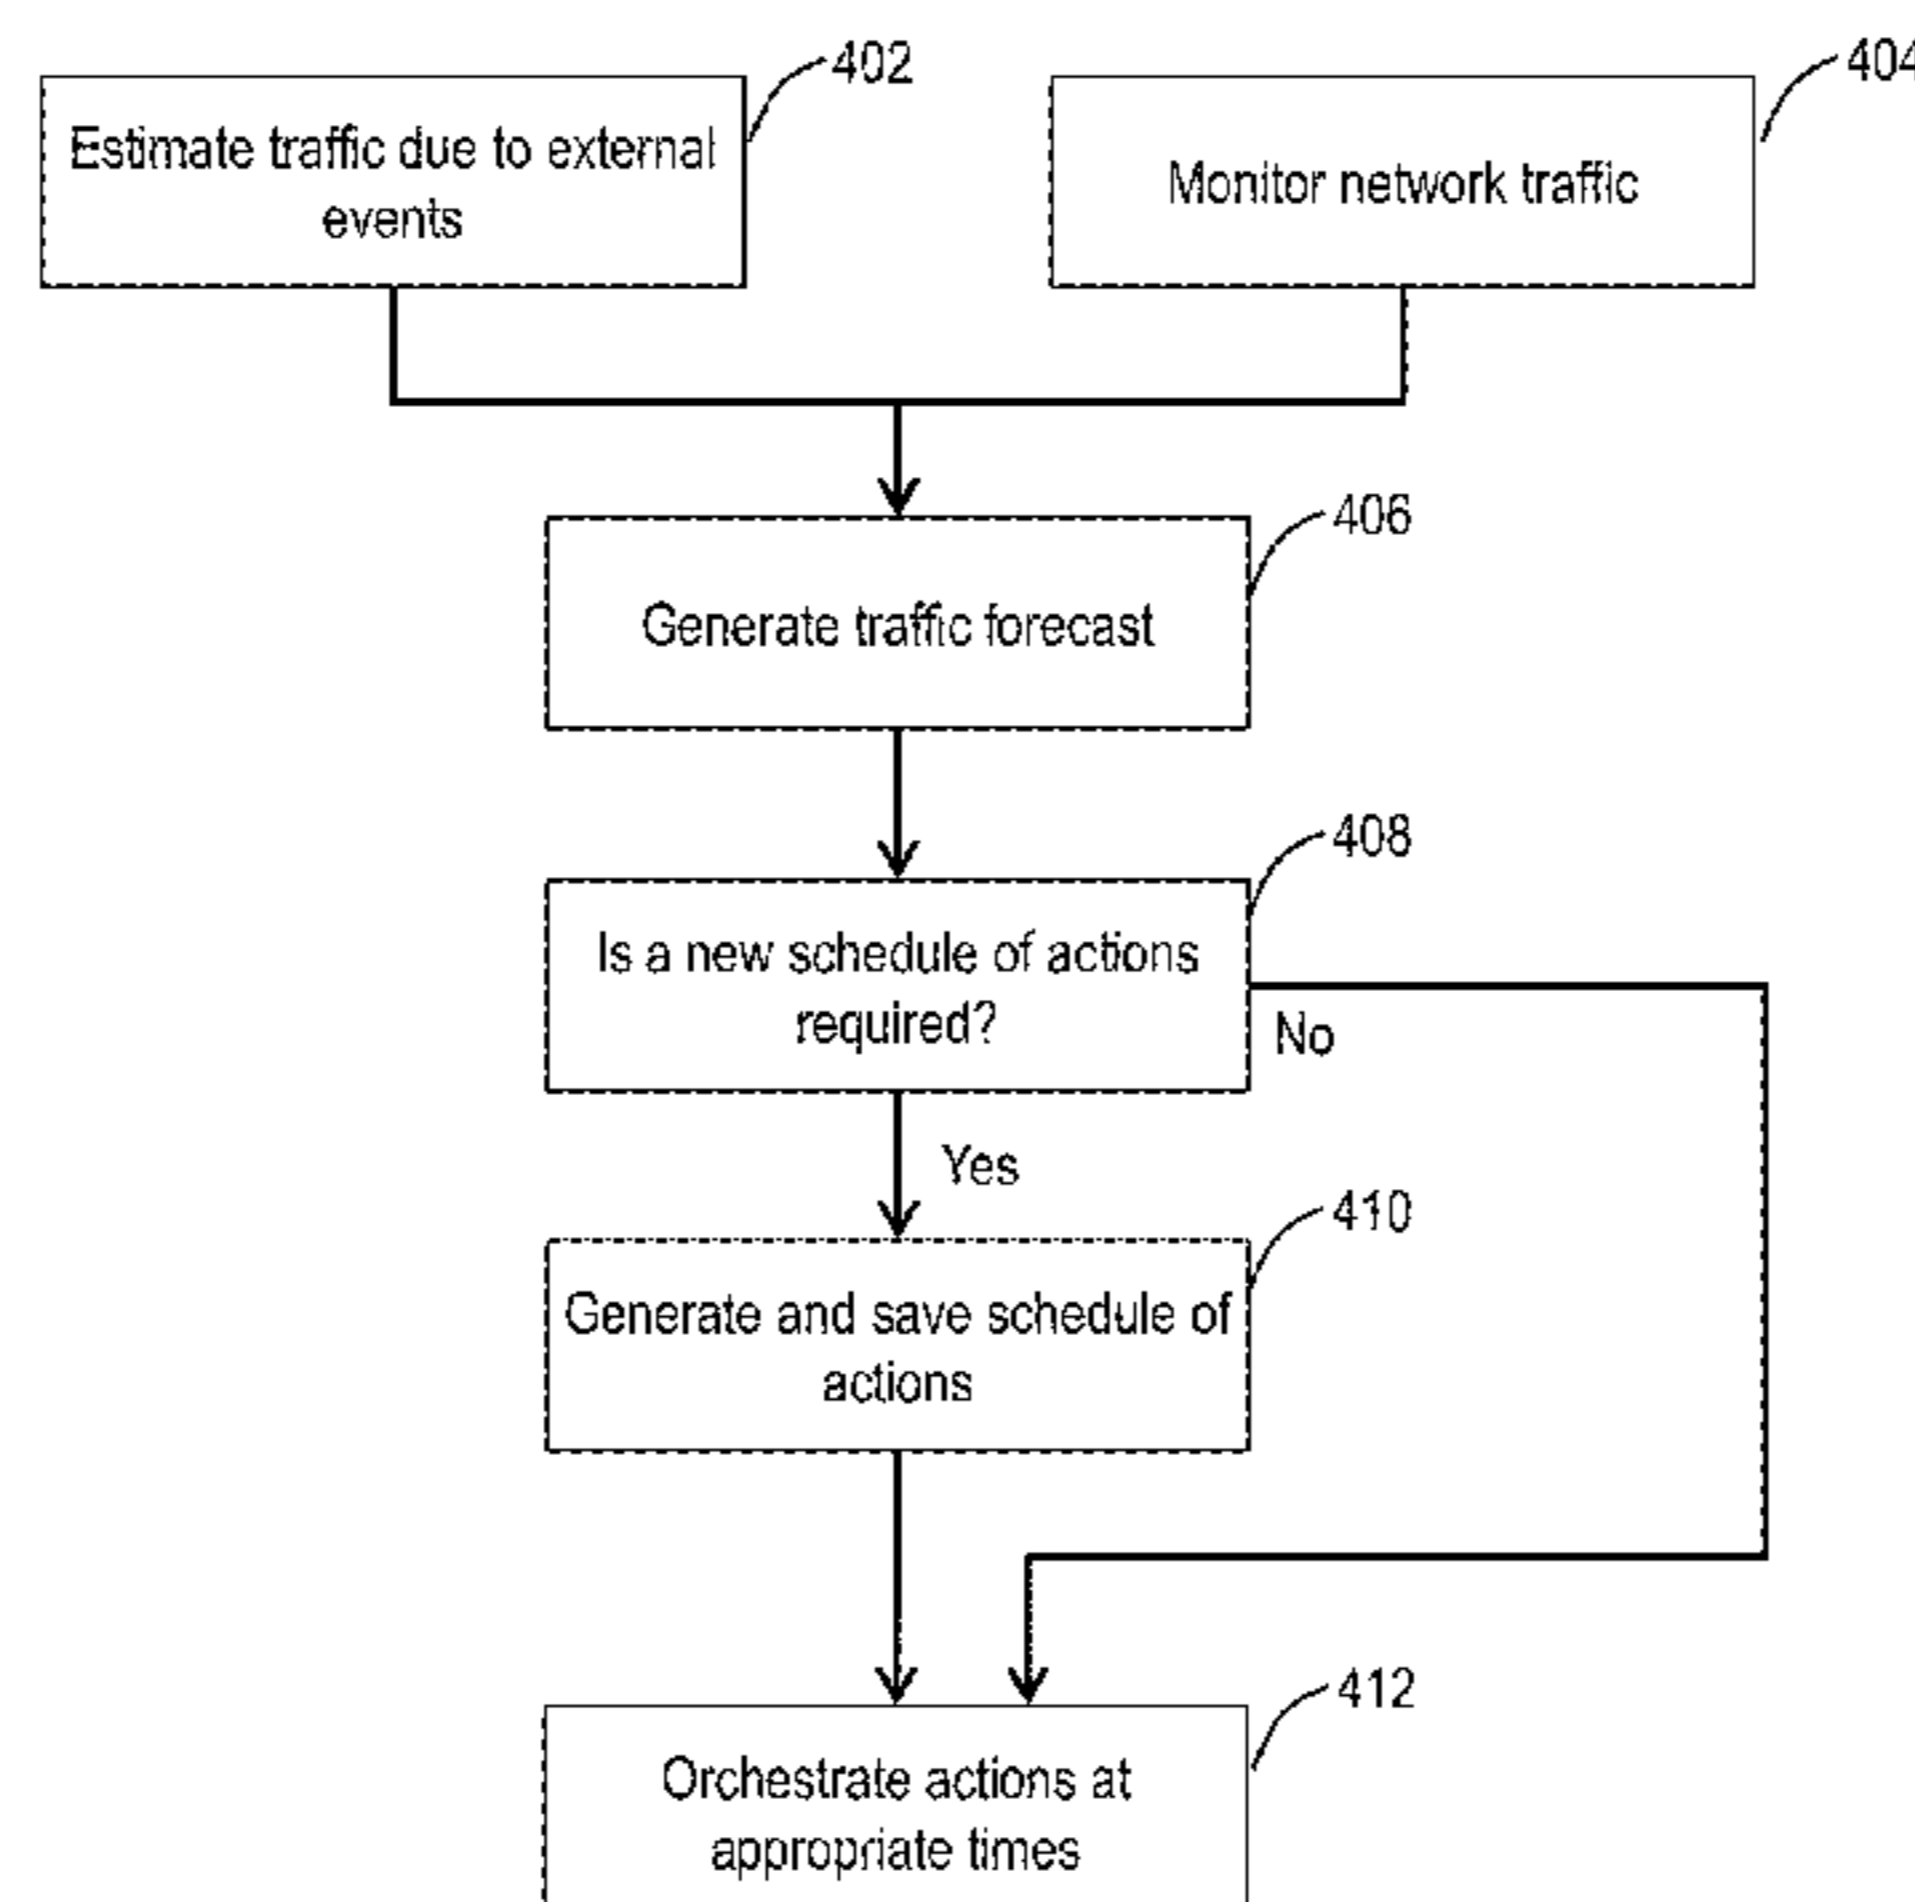 402
404
Estimate traffic due to external
events
Monitor network traffic
406
Generate traffic forecast
408
Is a new schedule of actions
required?
No
Yes
410
Generate and save schedule of
actions
412
Orchestrate actions at
appropriate times